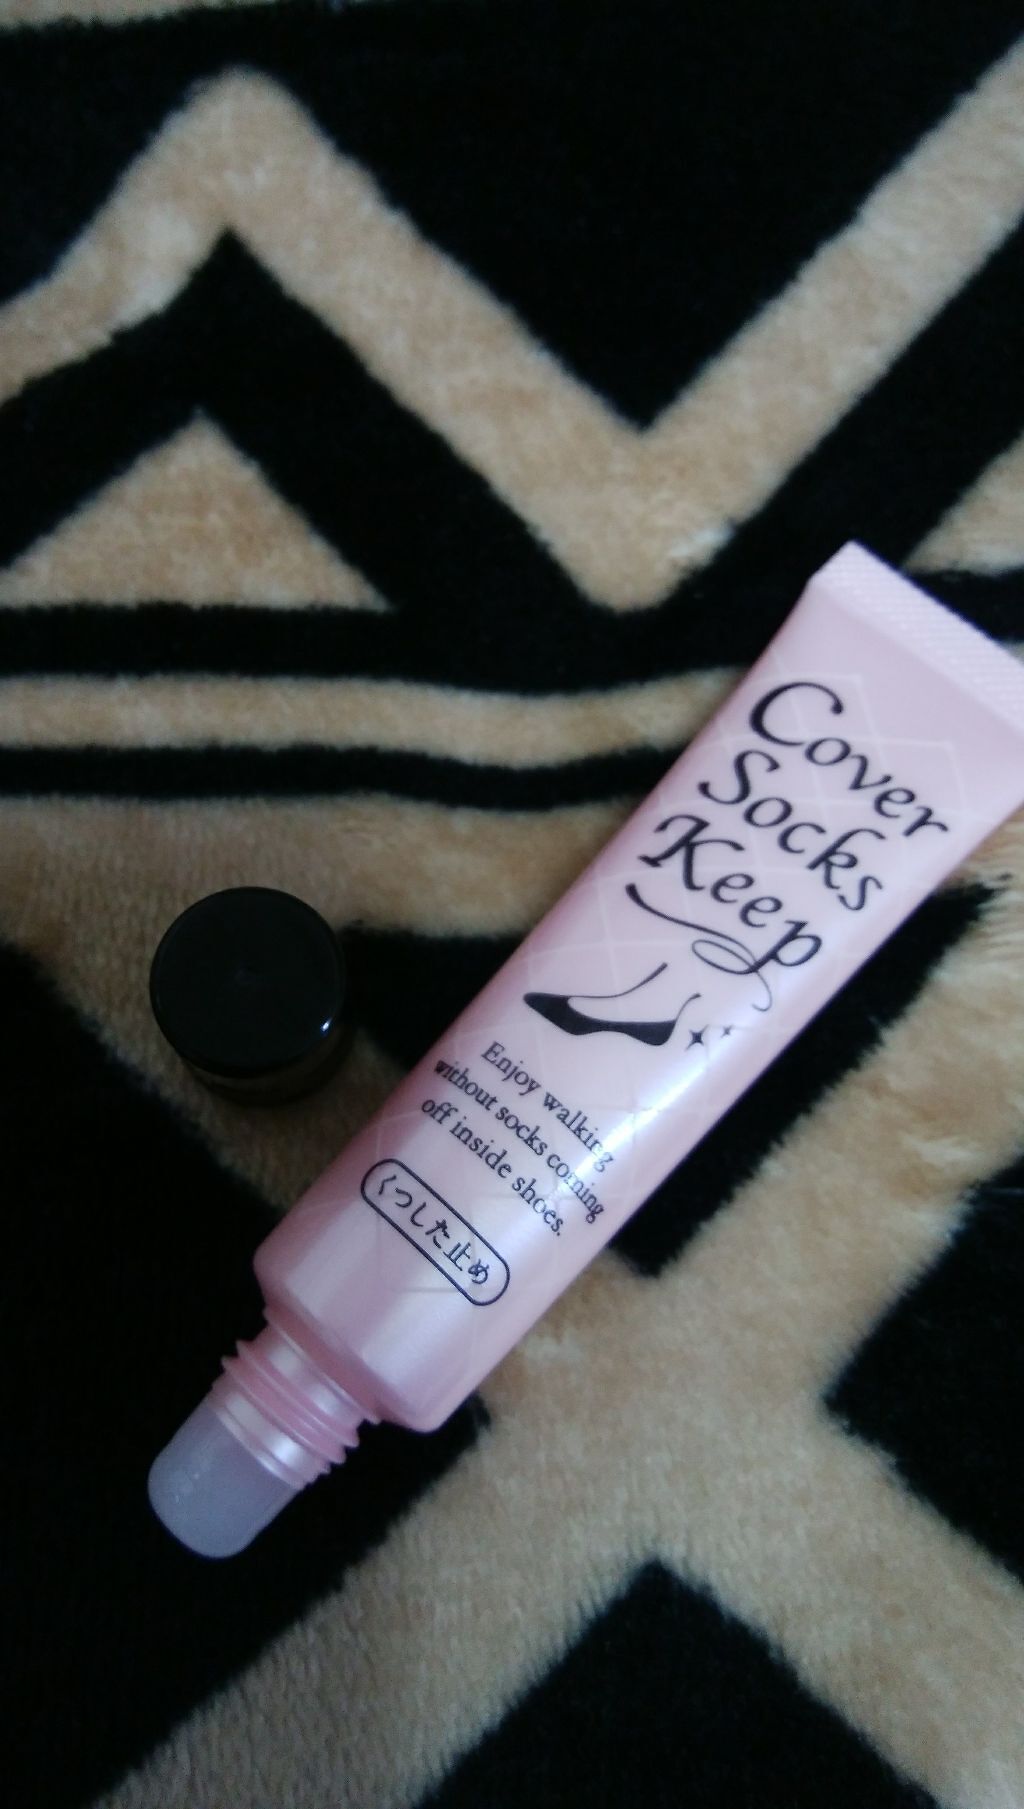 Cover
Socks
Keep
Enjoy walking
without socks coming
off inside shoes.
くつした止め